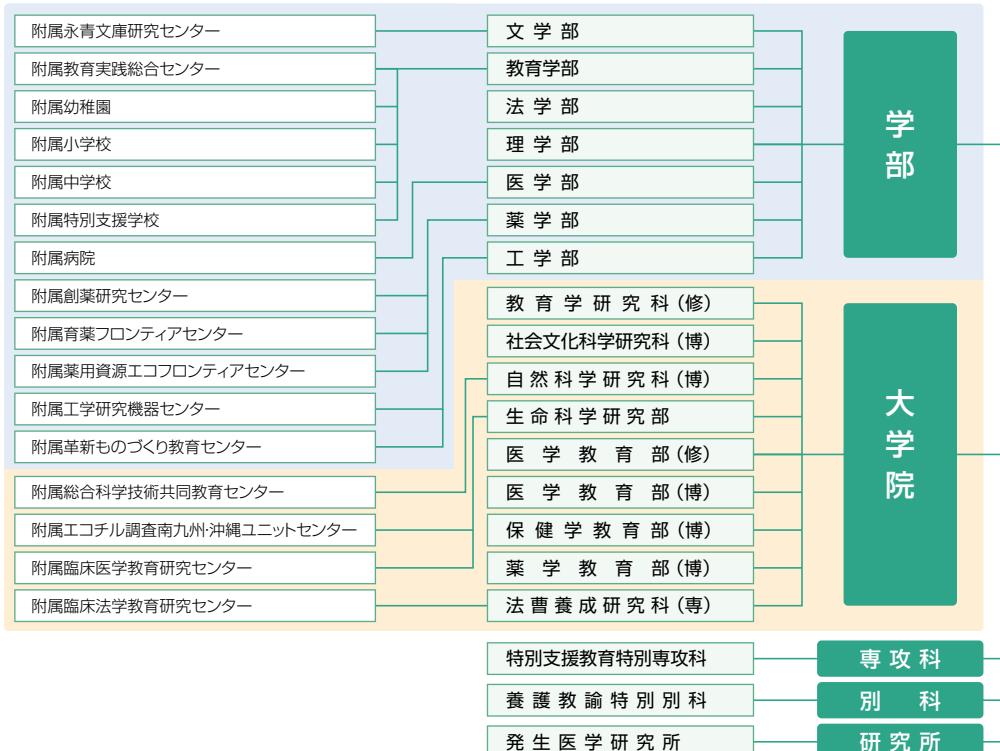 附属永青文庫研究センター
附属教育実践総合センター
附属幼稚園
附属小学校
附属中学校
附属特別支援学校
附属病院
附属創薬研究センター
附属育薬フロンティアセンター
附属薬用資源エコフロンティアセンター
附属工学研究機器センター
附属革新ものづくり教育センター
附属総合科学技術共同教育センター
附属エコチル調査南九州・沖縄ユニットセンター
附属臨床医学教育研究センター
附属臨床法学教育研究センター
文学部
教育学部
法学部
理学部
医学部
薬学部
工学部
教育学研究科(修)
社会文化科学研究科(博)
自然科学研究科(博)
生命科学研究部
医学教育部(修)
医学教育部(博)
保健学教育部(博)
薬学教育部(博)
法曹養成研究科(専)
特別支援教育特別専攻科
養護教諭特別別科
発生医学研究所
学部
大学院
専攻科
別科
研究所